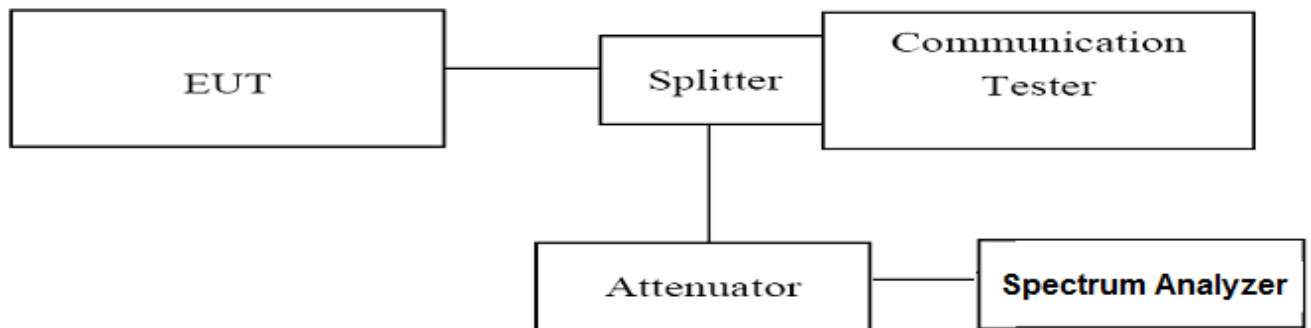 EUT
Splitter
Communication
Tester
Attenuator
Spectrum Analyzer